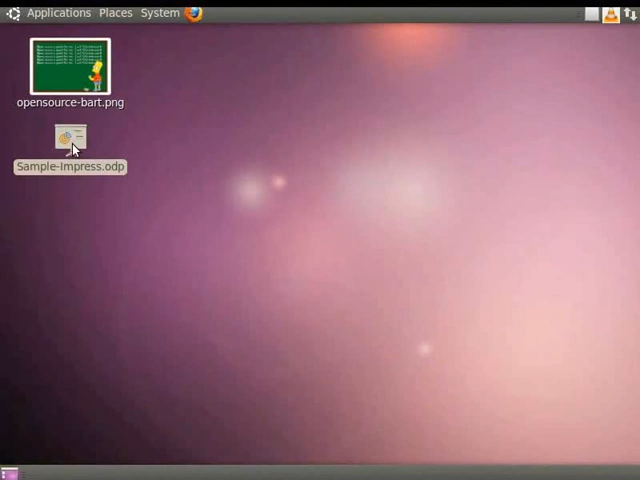 Applications Places System
opensource-bart.png
Sample-Impress.odp